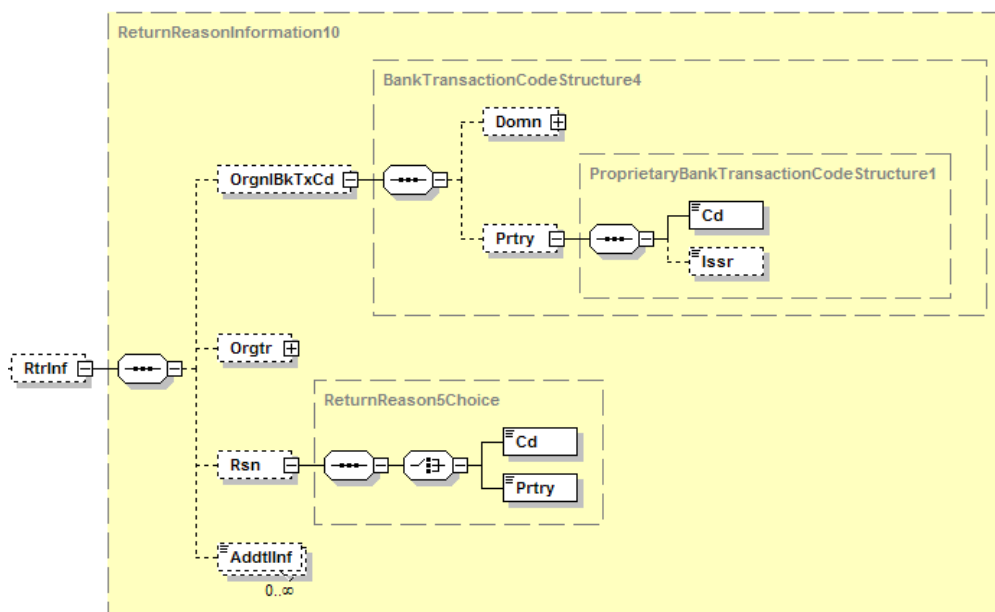 ReturnReasonInformation10
BankTransactionCodeStructure4
Domn
OrgnlBkTxCd
ProprietaryBankTransactionCodeStructure1
Cd
Prtry
Issr
Orgtr
RtrInf
ReturnReason5Choice
Cd
Rsn
Prtry
AddtlInf
0..∞